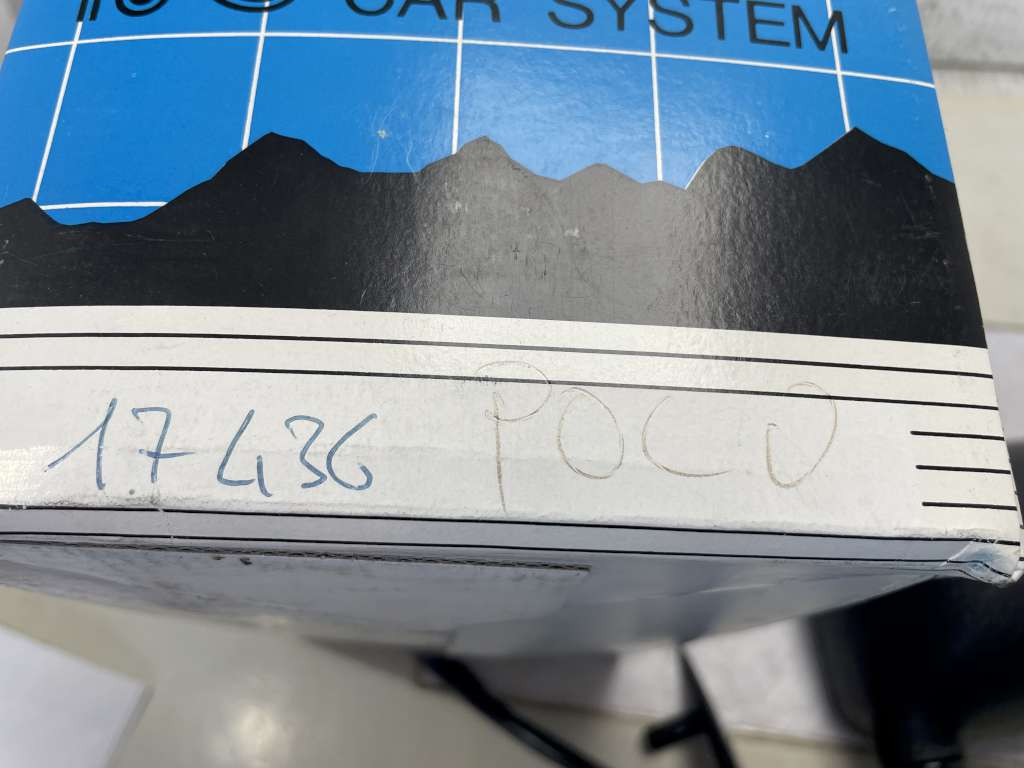 CAR SYSTEM
17436 POCO